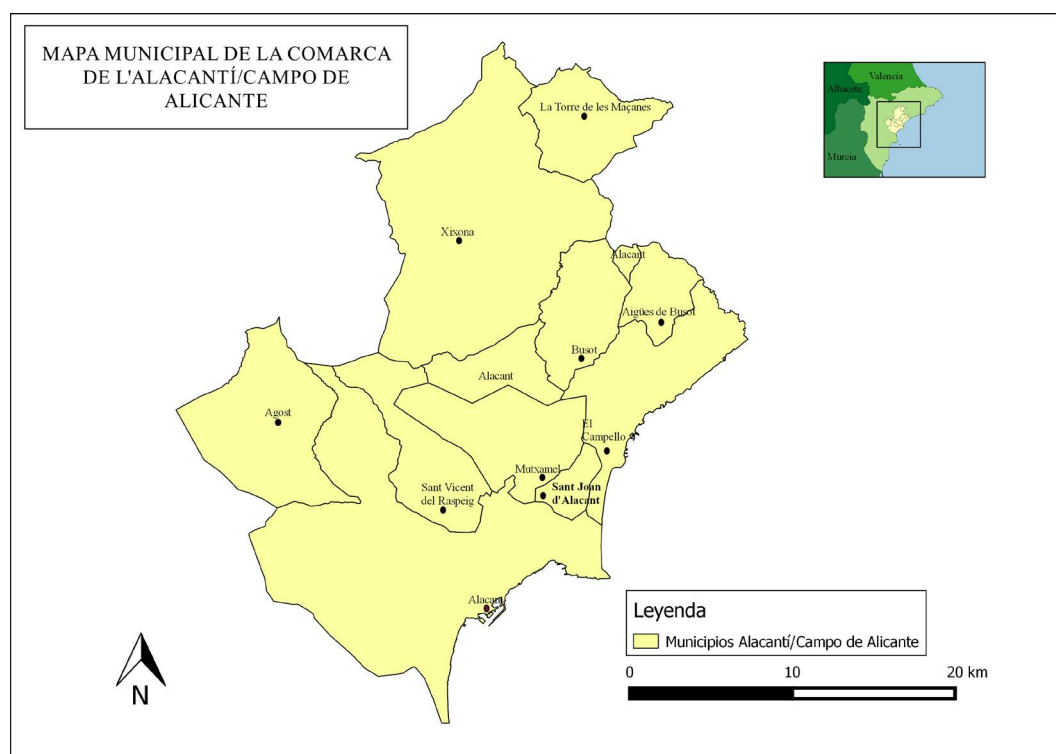 MAPA MUNICIPAL DE LA COMARCA
DE L'ALACANTÍ/CAMPO DE
ALICANTE
Valencia
Albacete
Murcia
La Torre de les Maçanes
Xixona
Alacant
Aigües de Busot
Busot
Alacant
Agost
El
Campello
Mutxamel
Sant Joan
d'Alacant
Sant Vicent
del Raspeig
Alacant
Leyenda
Municipios Alacantí/Campo de Alicante
0 10 20 km
N